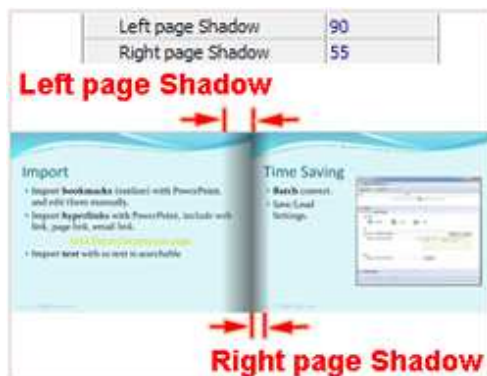 Left page Shadow 90
Right page Shadow 55
Left page Shadow
Import
• Import bookmarks (outline) with PowerPoint,
and edit them manually.
• Import hyperlinks with PowerPoint, include web
link, page link, email link.
• Import text with so text is searchable
Time Saving
• Batch convert.
• Save/Load
Settings.
Right page Shadow